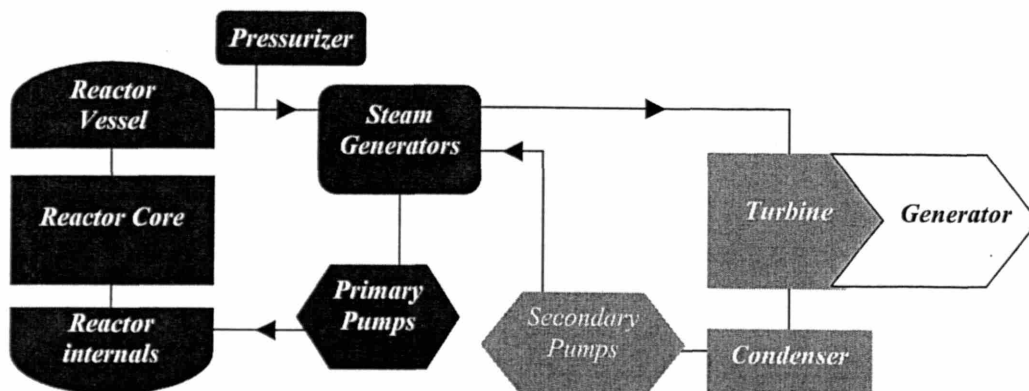 Pressurizer
Reactor
Vessel
Steam
Generators
Reactor Core
Turbine
Generator
Primary
Pumps
Secondary
Pumps
Reactor
internals
Condenser